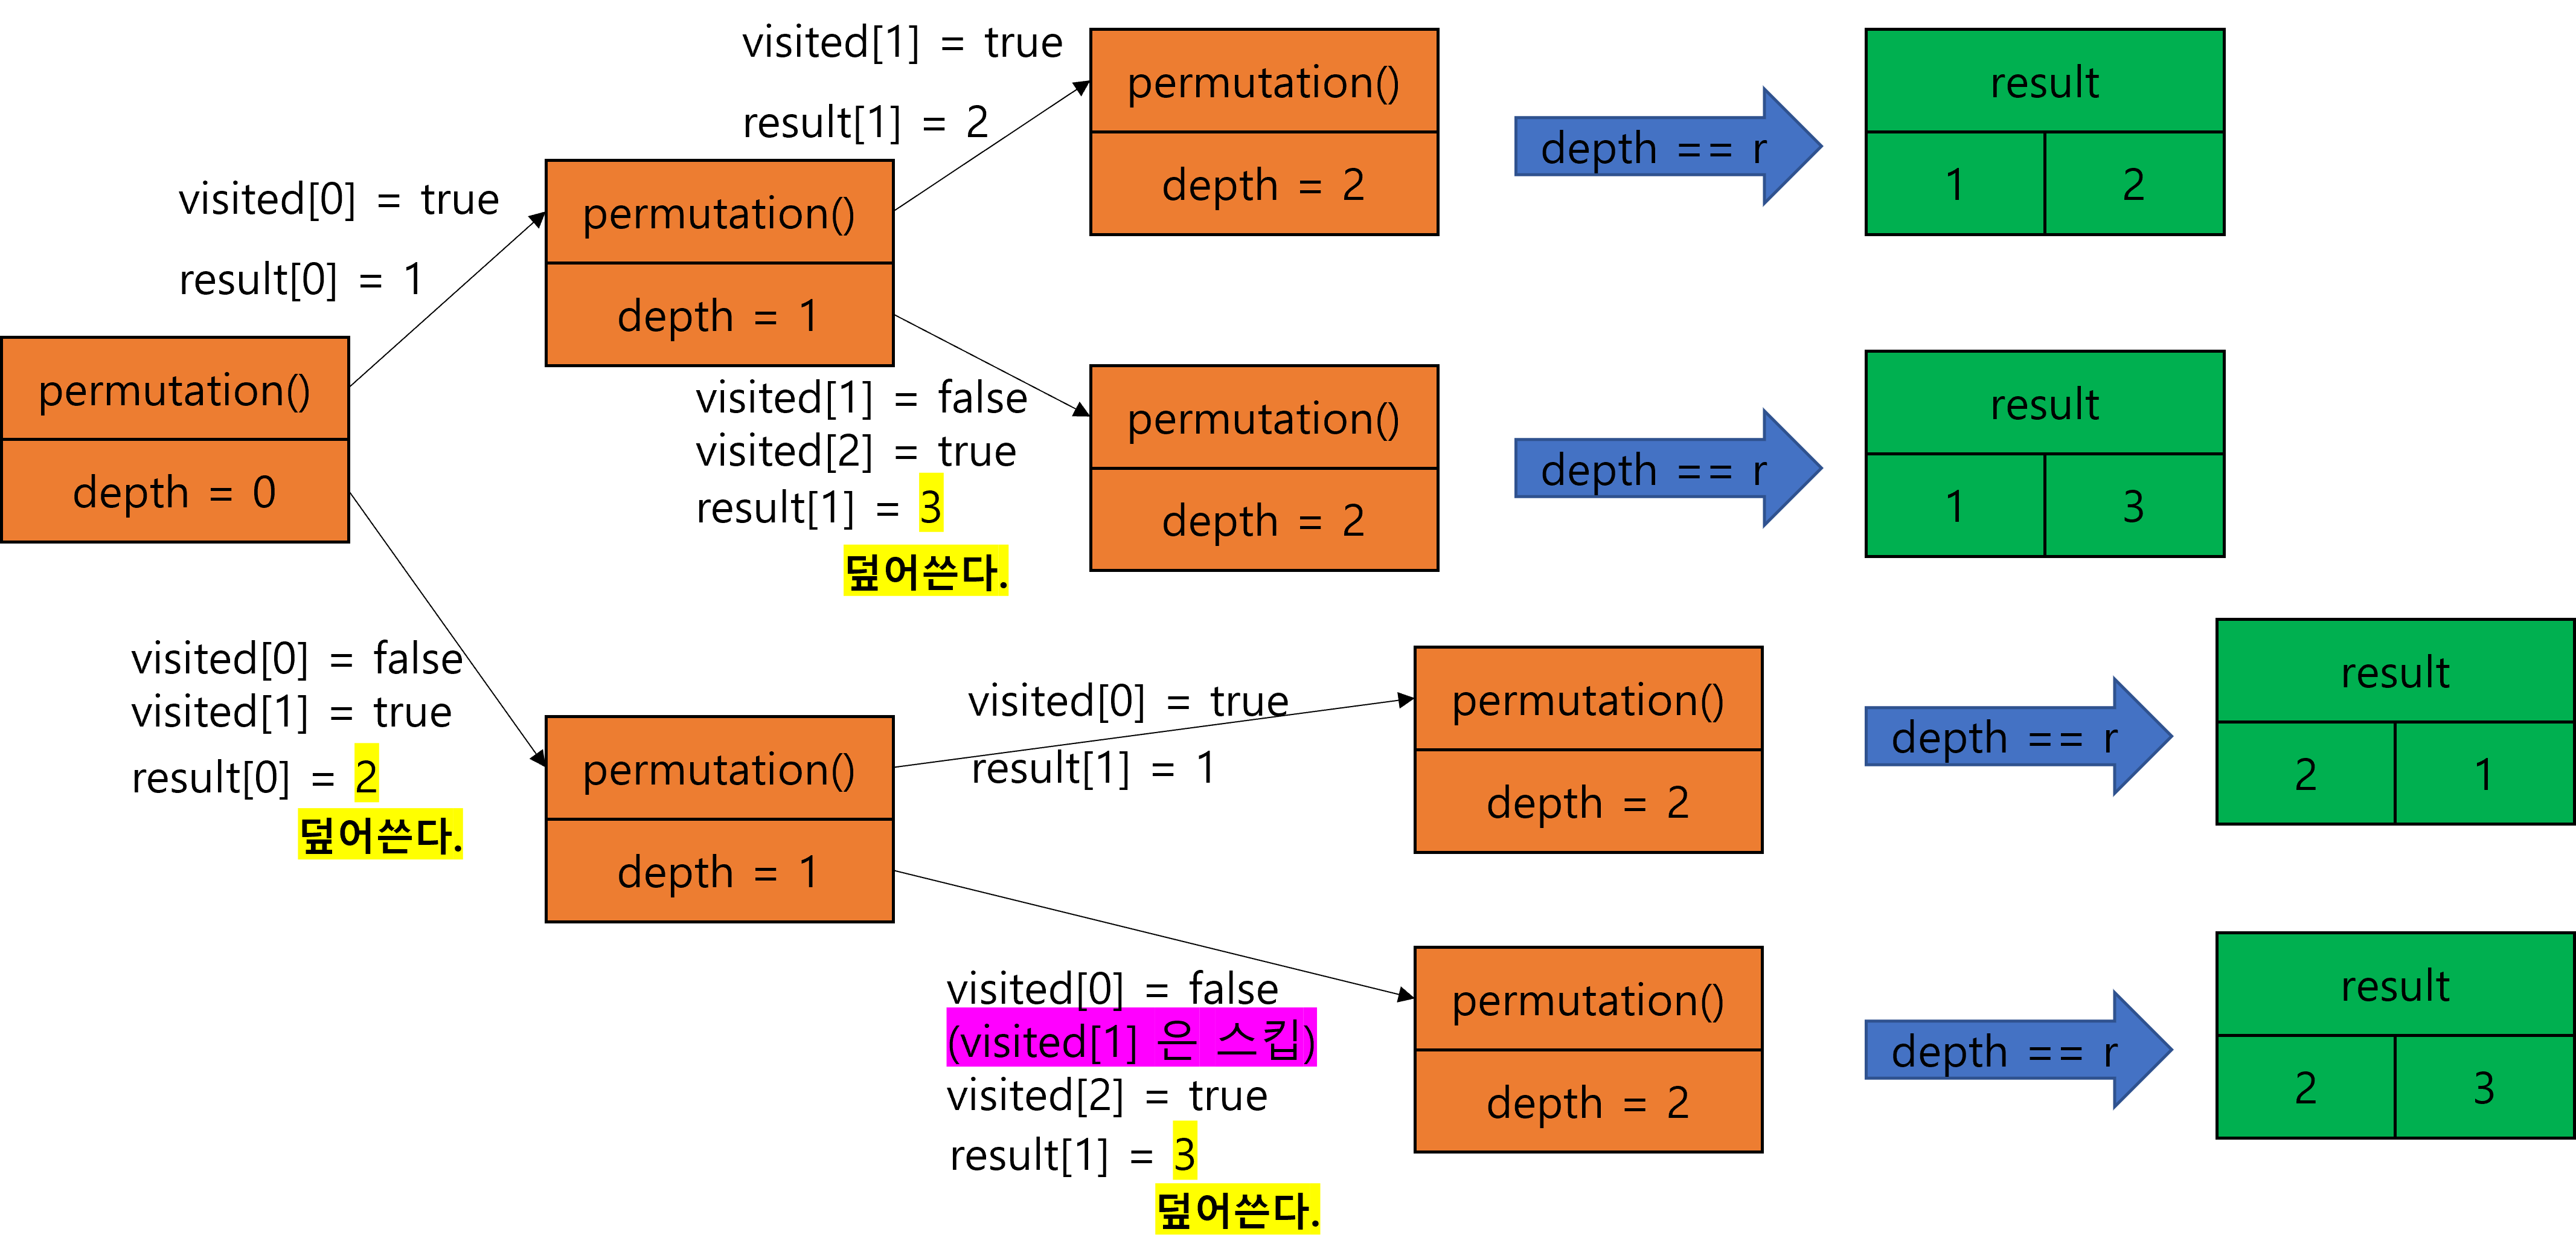 visited[1] = true
result[1] = 2
permutation()
depth = 2
depth == r
result
1 2
visited[0] = true
result[0] = 1
permutation()
depth = 1
permutation()
depth = 0
visited[1] = false
visited[2] = true
result[1] = 3
덮어쓴다.
permutation()
depth = 2
depth == r
result
1 3
visited[0] = false
visited[1] = true
result[0] = 2
덮어쓴다.
permutation()
depth = 1
visited[0] = true
result[1] = 1
permutation()
depth = 2
depth == r
result
2 1
visited[0] = false
(visited[1] 은 스킵)
visited[2] = true
result[1] = 3
덮어쓴다.
permutation()
depth = 2
depth == r
result
2 3